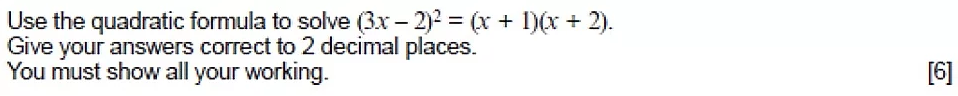 Use the quadratic formula to solve (3x – 2)² = (x + 1)(x + 2).
Give your answers correct to 2 decimal places.
You must show all your working. [6]